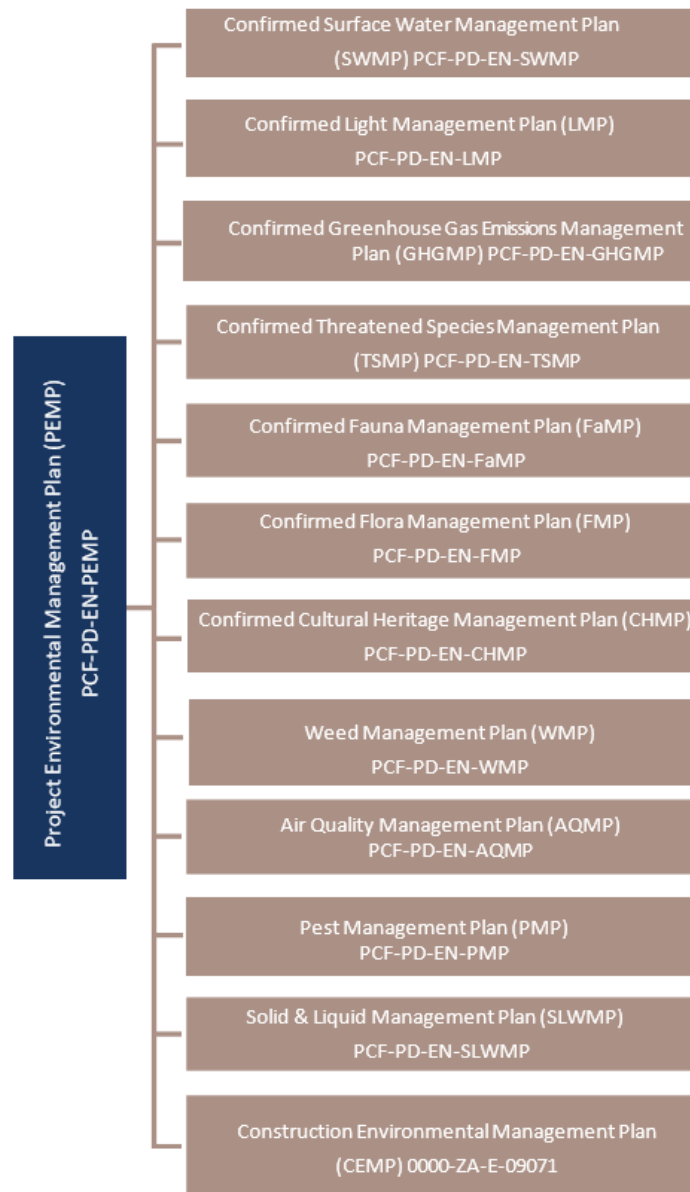 Project Environmental Management Plan (PEMP)
PCF-PD-EN-PEMP
Confirmed Surface Water Management Plan
(SWMP) PCF-PD-EN-SWMP
Confirmed Light Management Plan (LMP)
PCF-PD-EN-LMP
Confirmed Greenhouse Gas Emissions Management
Plan (GHGMP) PCF-PD-EN-GHGMP
Confirmed Threatened Species Management Plan
(TSMP) PCF-PD-EN-TSMP
Confirmed Fauna Management Plan (FaMP)
PCF-PD-EN-FaMP
Confirmed Flora Management Plan (FMP)
PCF-PD-EN-FMP
Confirmed Cultural Heritage Management Plan (CHMP)
PCF-PD-EN-CHMP
Weed Management Plan (WMP)
PCF-PD-EN-WMP
Air Quality Management Plan (AQMP)
PCF-PD-EN-AQMP
Pest Management Plan (PMP)
PCF-PD-EN-PMP
Solid & Liquid Management Plan (SLWMP)
PCF-PD-EN-SLWMP
Construction Environmental Management Plan
(CEMP) 0000-ZA-E-09071